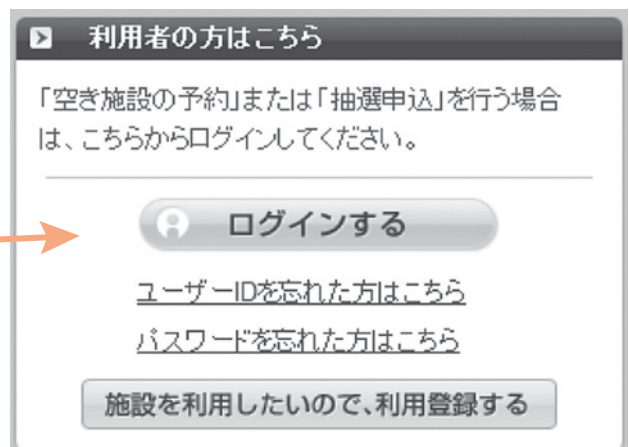 利用者の方はこちら
「空き施設の予約」または「抽選申込」を行う場合
は、こちらからログインしてください。
ログインする
ユーザーIDを忘れた方はこちら
パスワードを忘れた方はこちら
施設を利用したいので、利用登録する